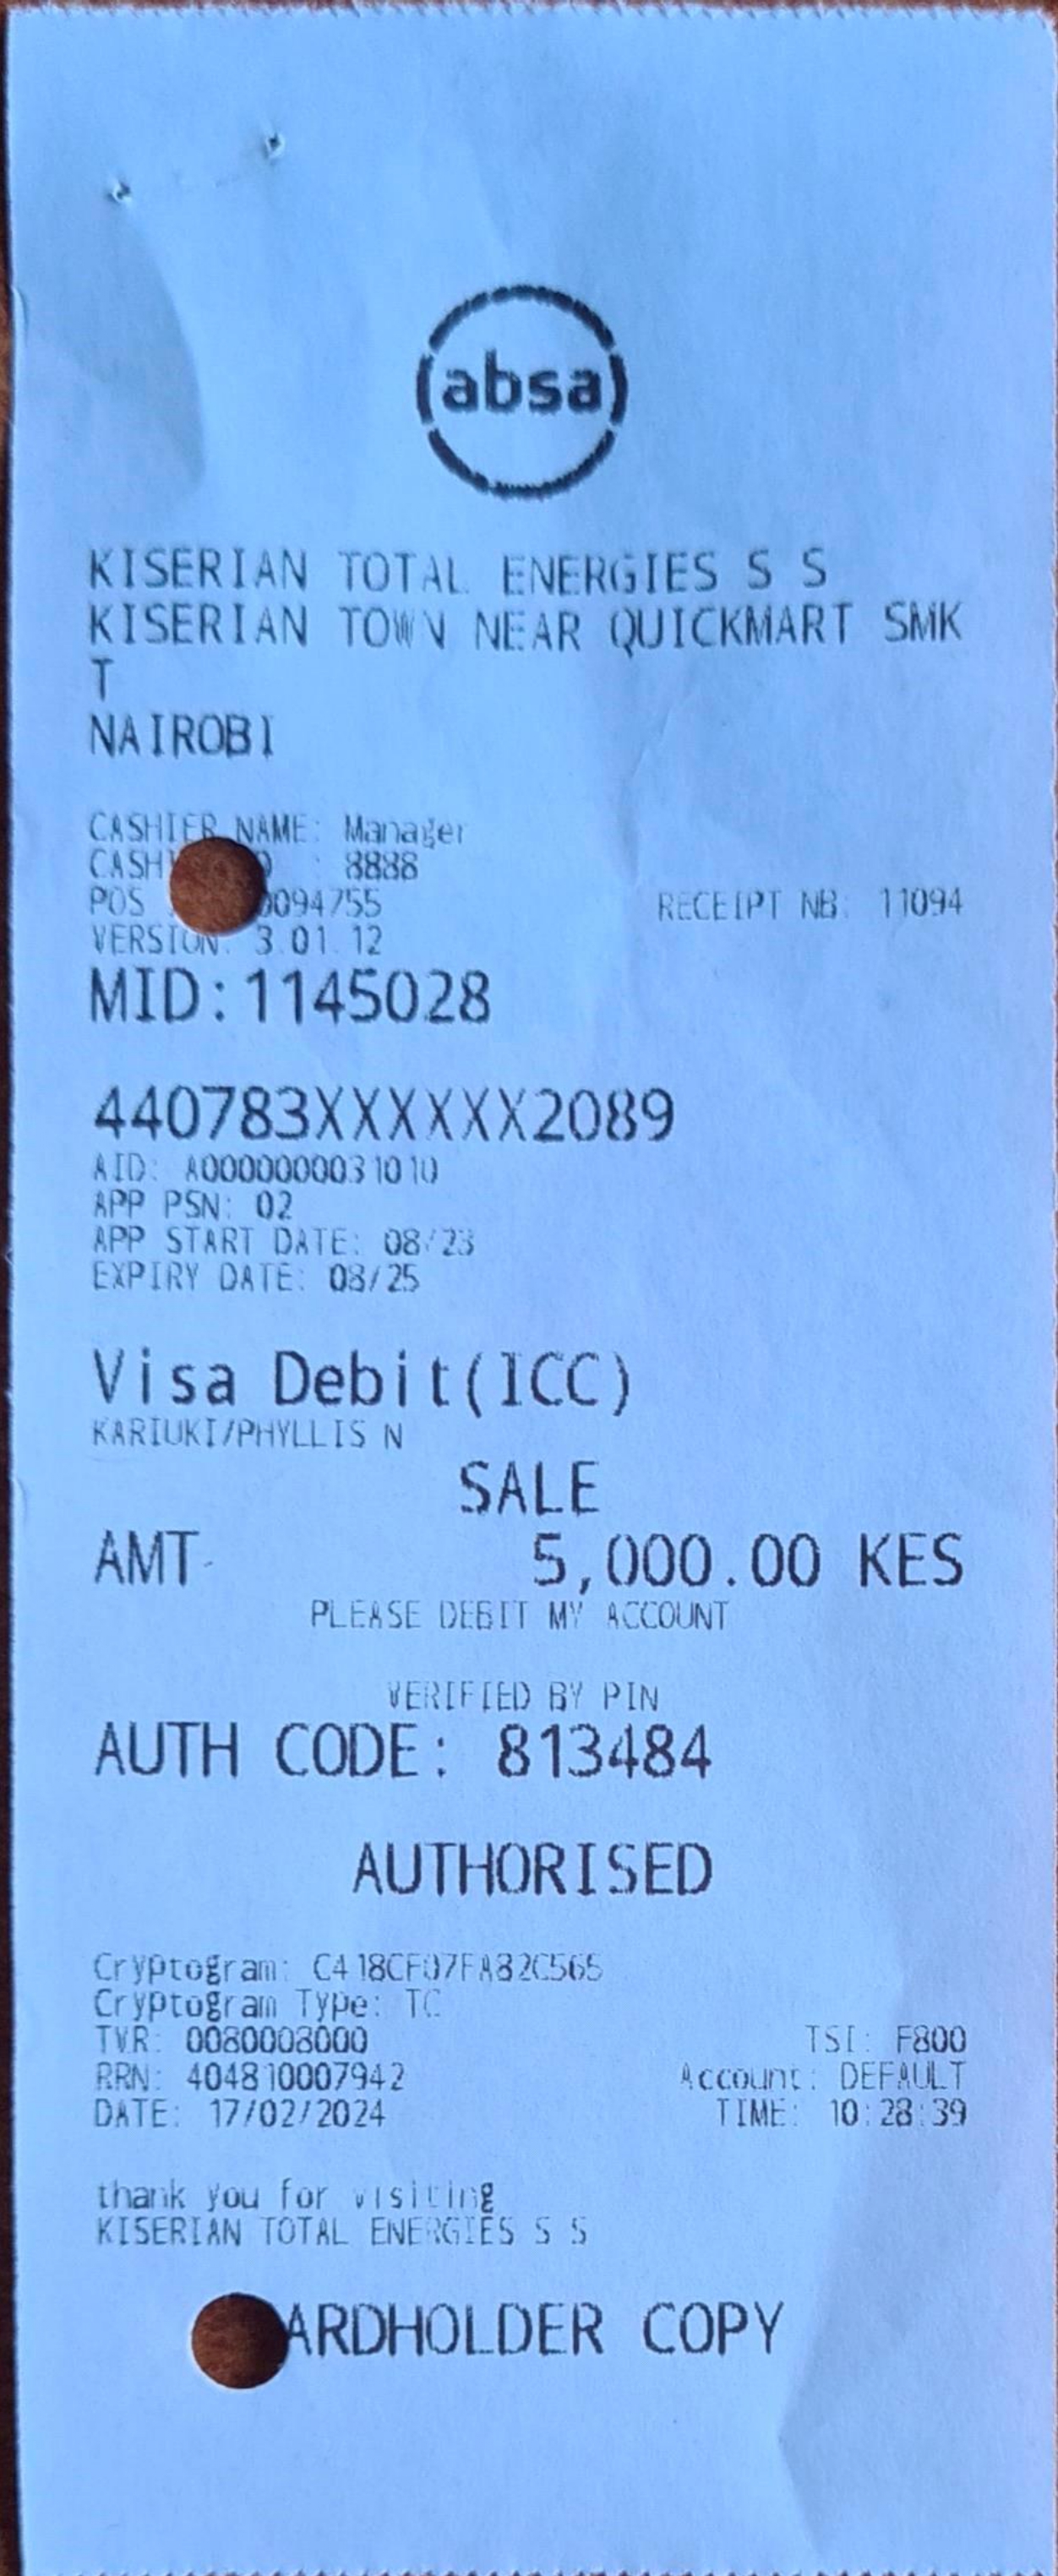 absa
KISERIAN TOTAL ENERGIES S S
KISERIAN TOWN NEAR QUICKMART SMK
T
NAIROBI
CASHIER NAME: Manager
: 8888
POS 0094755 RECEIPT NB: 11094
VERSION: 3.01.12
MID:1145028
440783XXXXXX2089
AID: A0000000031010
APP PSN: 02
APP START DATE: 08/23
EXPIRY DATE: 08/25
Visa Debit(ICC)
KARIUKI/PHYLLIS N
SALE
AMT 5,000.00 KES
PLEASE DEBIT MY ACCOUNT
VERIFIED BY PIN
AUTH CODE: 813484
AUTHORISED
Cryptogram: C418CF07FA82C565
Cryptogram Type: TC
TVR: 0080008000 TSI: F800
RRN: 404810007942 Account: DEFAULT
DATE: 17/02/2024 TIME: 10:28:39
thank you for visiting
KISERIAN TOTAL ENERGIES S S
ARDHOLDER COPY